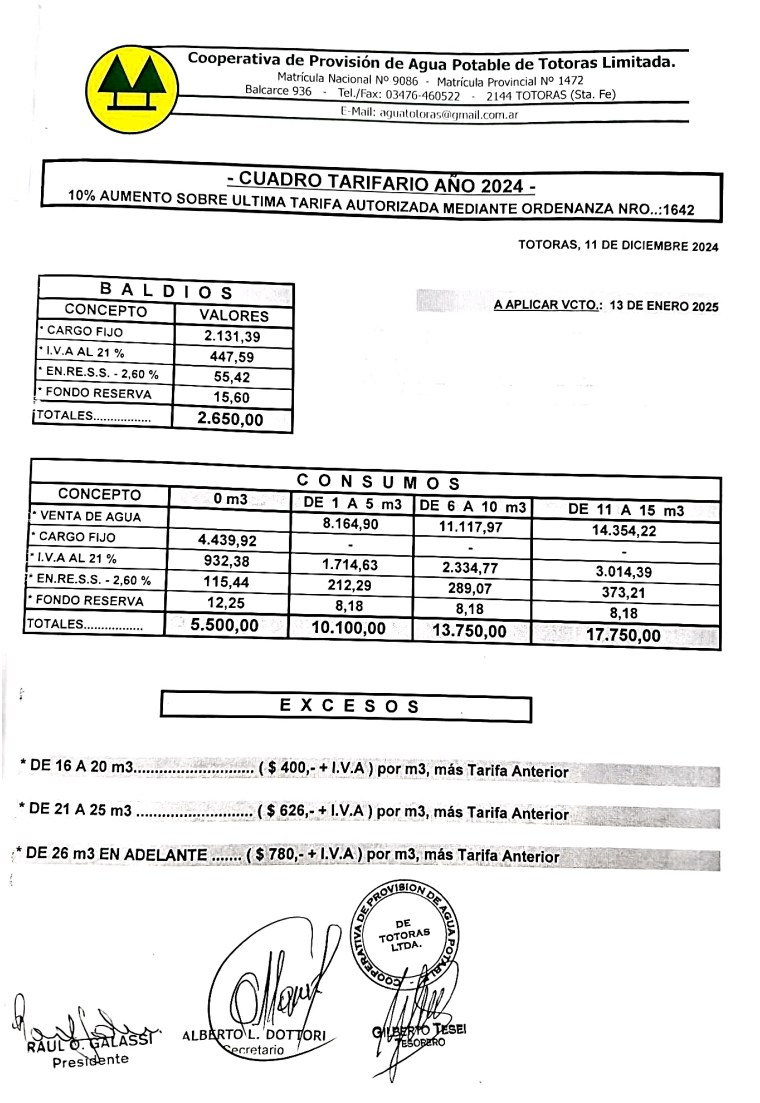 Cooperativa de Provisión de Agua Potable de Totoras Limitada.
Matrícula Nacional Nº 9086 - Matrícula Provincial Nº 1472
Balcarce 936 - Tel./Fax: 03476-460522 - 2144 TOTORAS (Sta. Fe)
E-Mail: aguatotoras@gmail.com.ar
- CUADRO TARIFARIO AÑO 2024 -
10% AUMENTO SOBRE ULTIMA TARIFA AUTORIZADA MEDIANTE ORDENANZA NRO..:1642
TOTORAS, 11 DE DICIEMBRE 2024
A APLICAR VCTO.: 13 DE ENERO 2025
BALDIOS
CONCEPTO VALORES
* CARGO FIJO 2.131,39
* I.V.A AL 21 % 447,59
* EN.RE.S.S. - 2,60 % 55,42
* FONDO RESERVA 15,60
TOTALES................ 2.650,00
CONSUMOS
CONCEPTO 0 m3 DE 1 A 5 m3 DE 6 A 10 m3 DE 11 A 15 m3
* VENTA DE AGUA 8.164,90 11.117,97 14.354,22
* CARGO FIJO 4.439,92 - - -
* I.V.A AL 21 % 932,38 1.714,63 2.334,77 3.014,39
* EN.RE.S.S. - 2,60 % 115,44 212,29 289,07 373,21
* FONDO RESERVA 12,25 8,18 8,18 8,18
TOTALES................. 5.500,00 10.100,00 13.750,00 17.750,00
EXCESOS
* DE 16 A 20 m3............................ ( $ 400,- + I.V.A ) por m3, más Tarifa Anterior
* DE 21 A 25 m3 ........................... ( $ 626,- + I.V.A ) por m3, más Tarifa Anterior
* DE 26 m3 EN ADELANTE ....... ( $ 780,- + I.V.A ) por m3, más Tarifa Anterior
COOPERATIVA DE PROVISION DE AGUA POTABLE
DE
TOTORAS
LTDA.
RAUL O. GALASSI
Presidente
ALBERTO L. DOTTORI
Secretario
GILBERTO TESEI
TESORERO